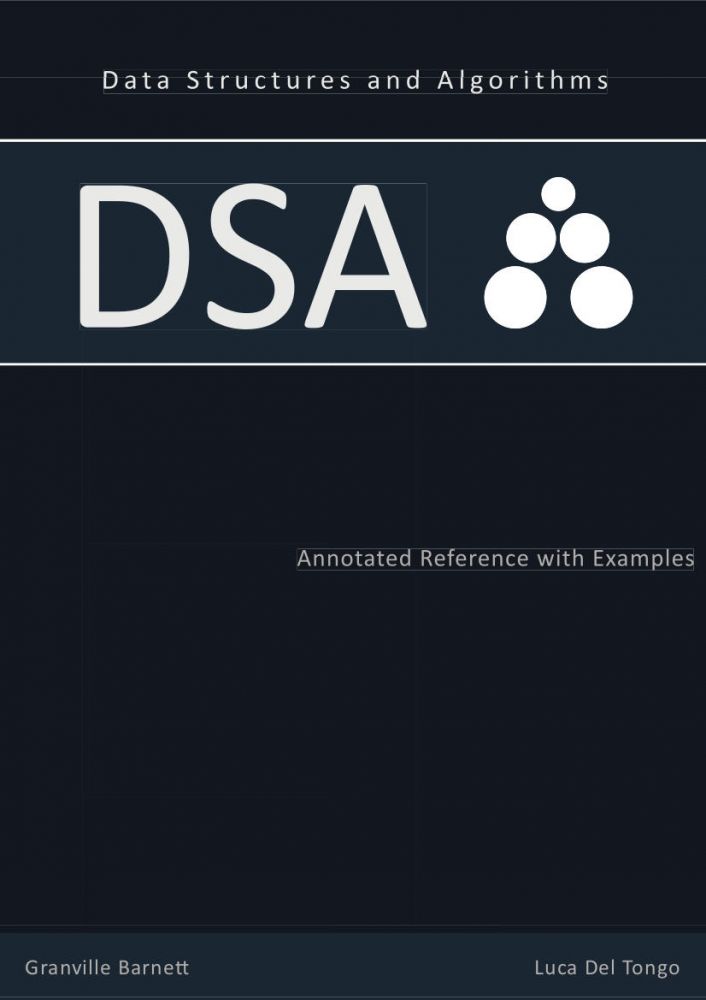 Data Structures and Algorithms
DSA
Annotated Reference with Examples
Granville Barnett
Luca Del Tongo